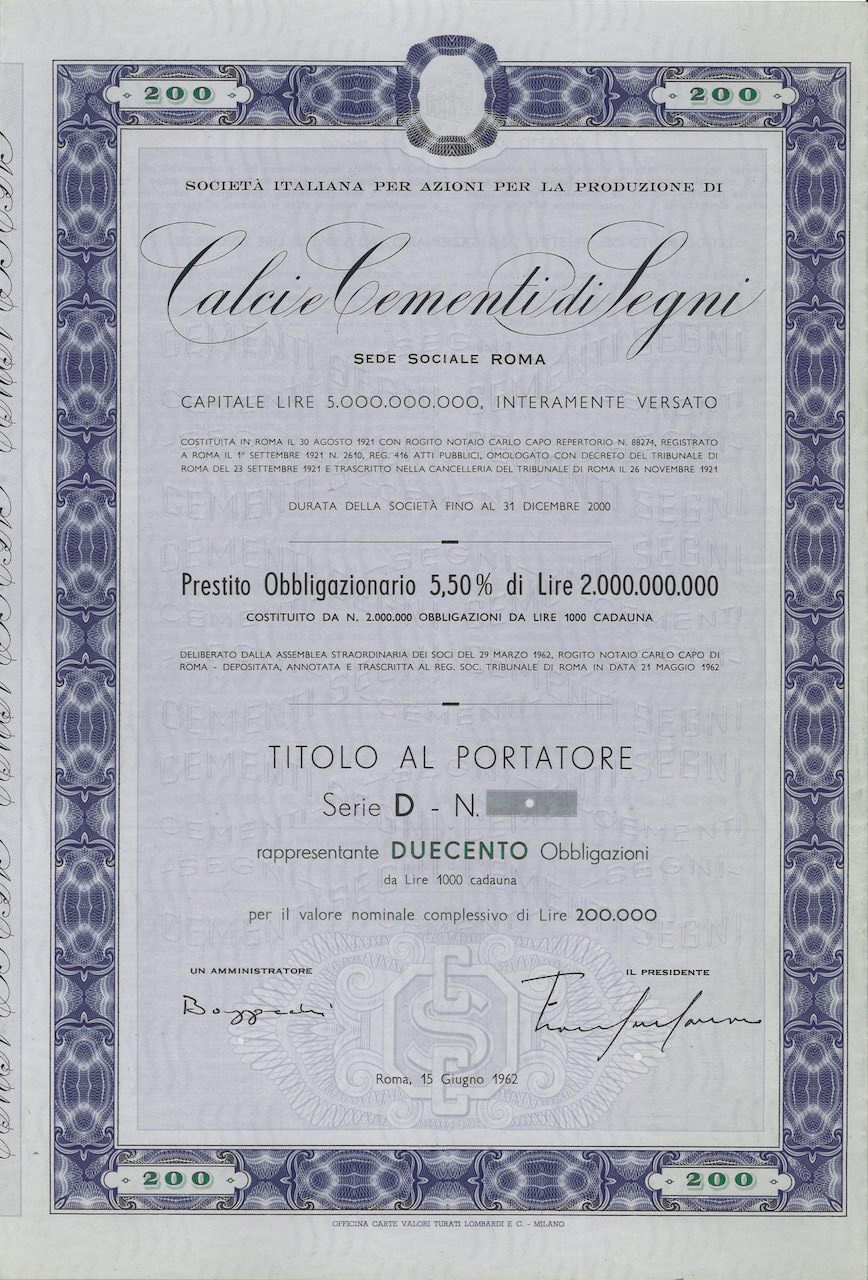 200 200
SOCIETÀ ITALIANA PER AZIONI PER LA PRODUZIONE DI
Calci e Cementi di Segni
SEDE SOCIALE ROMA
CAPITALE LIRE 5.000.000.000, INTERAMENTE VERSATO
COSTITUITA IN ROMA IL 30 AGOSTO 1921 CON ROGITO NOTAIO CARLO CAPO REPERTORIO N. 88274, REGISTRATO
A ROMA IL 1° SETTEMBRE 1921 N. 2610, REG. 416 ATTI PUBBLICI, OMOLOGATO CON DECRETO DEL TRIBUNALE DI
ROMA DEL 23 SETTEMBRE 1921 E TRASCRITTO NELLA CANCELLERIA DEL TRIBUNALE DI ROMA IL 26 NOVEMBRE 1921
DURATA DELLA SOCIETÀ FINO AL 31 DICEMBRE 2000
Prestito Obbligazionario 5,50% di Lire 2.000.000.000
COSTITUITO DA N. 2.000.000 OBBLIGAZIONI DA LIRE 1000 CADAUNA
DELIBERATO DALLA ASSEMBLEA STRAORDINARIA DEI SOCI DEL 29 MARZO 1962, ROGITO NOTAIO CARLO CAPO DI
ROMA - DEPOSITATA, ANNOTATA E TRASCRITTA AL REG. SOC. TRIBUNALE DI ROMA IN DATA 21 MAGGIO 1962
TITOLO AL PORTATORE
Serie D - N.
rappresentante DUECENTO Obbligazioni
da Lire 1000 cadauna
per il valore nominale complessivo di Lire 200.000
UN AMMINISTRATORE IL PRESIDENTE
Roma, 15 Giugno 1962
200 200
OFFICINA CARTE VALORI TURATI LOMBARDI E C. - MILANO